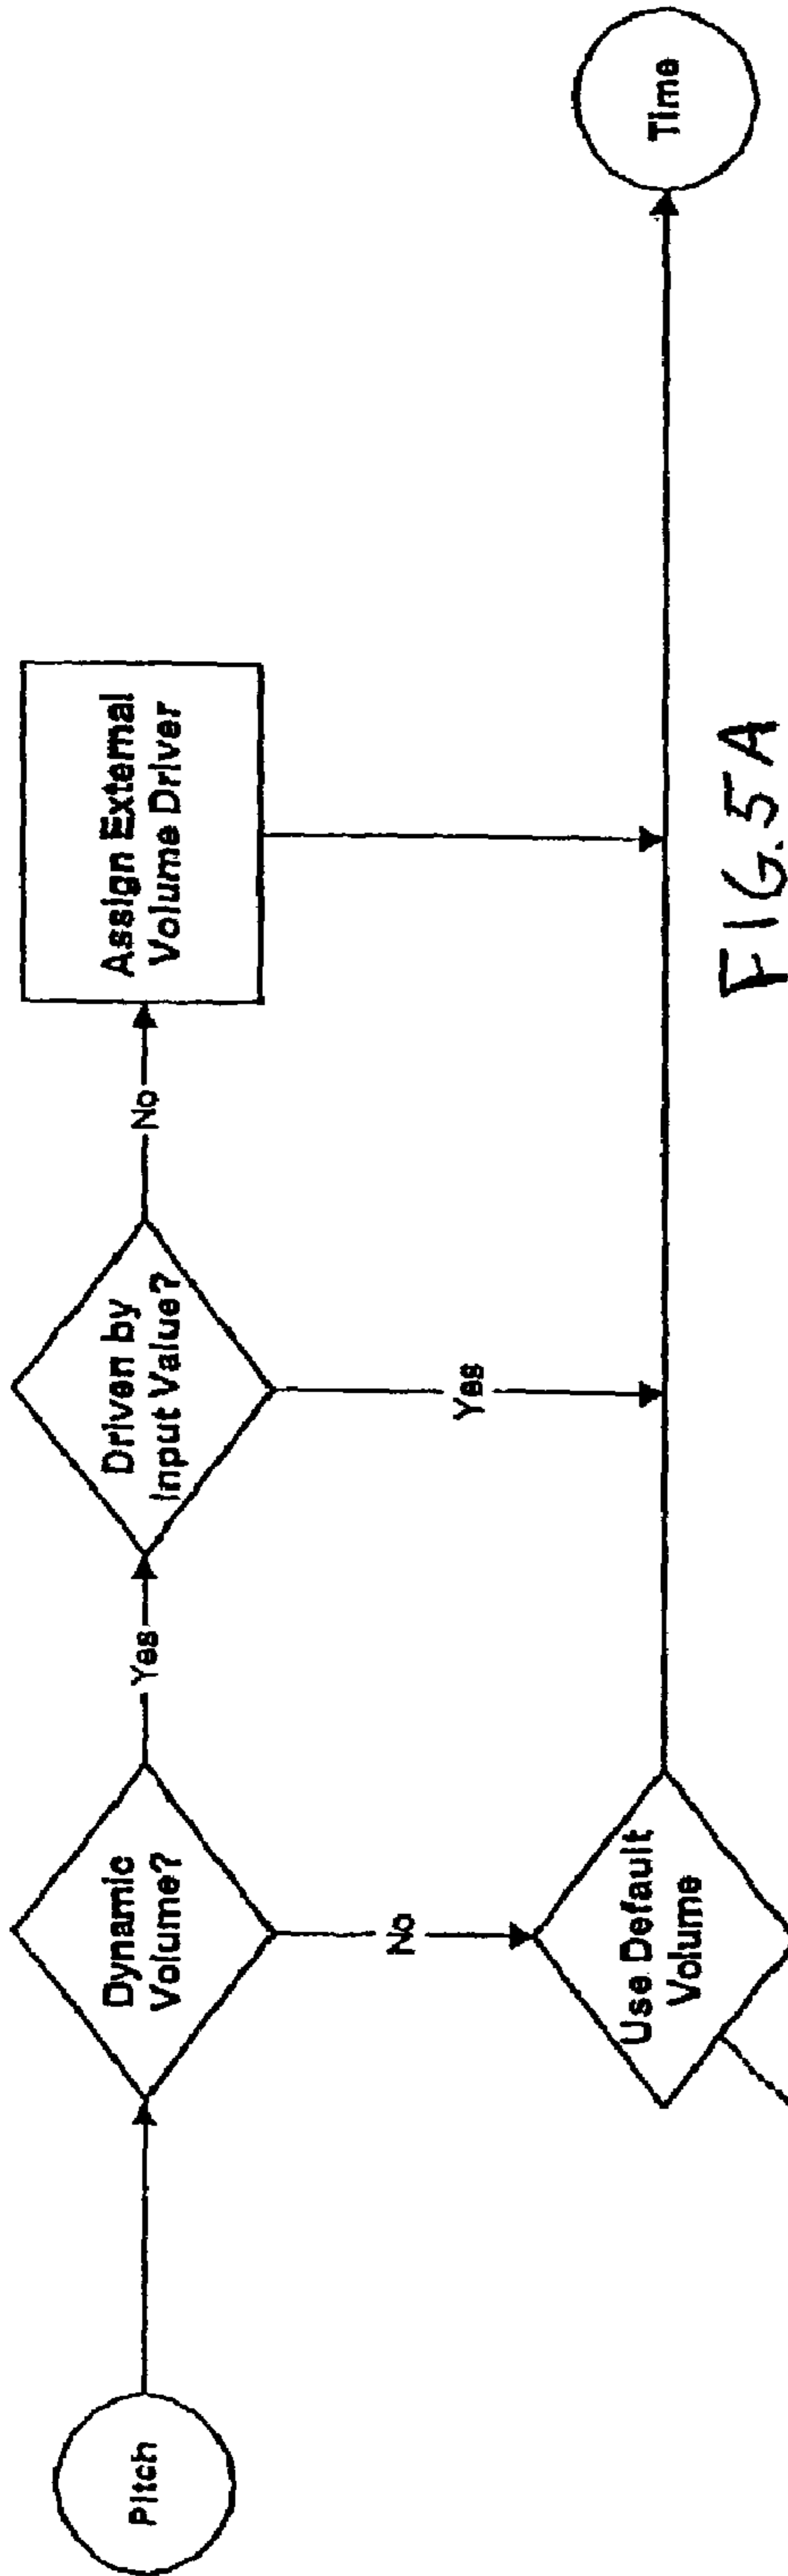 Pitch
Dynamic
Volume?
Yes
Driven by
Input Value?
No
Assign External
Volume Driver
No
Yes
Use Default
Volume
Time
FIG. 5A